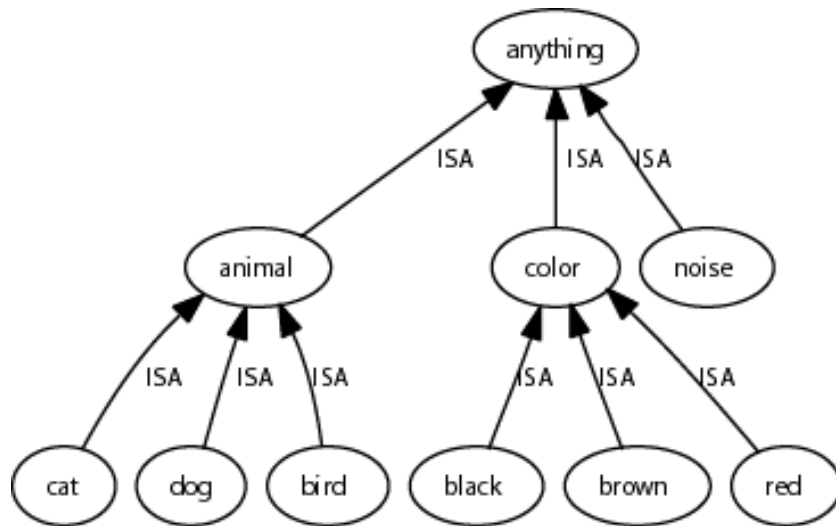 anything
ISA ISA ISA
animal color noise
ISA ISA ISA ISA ISA ISA
cat dog bird black brown red